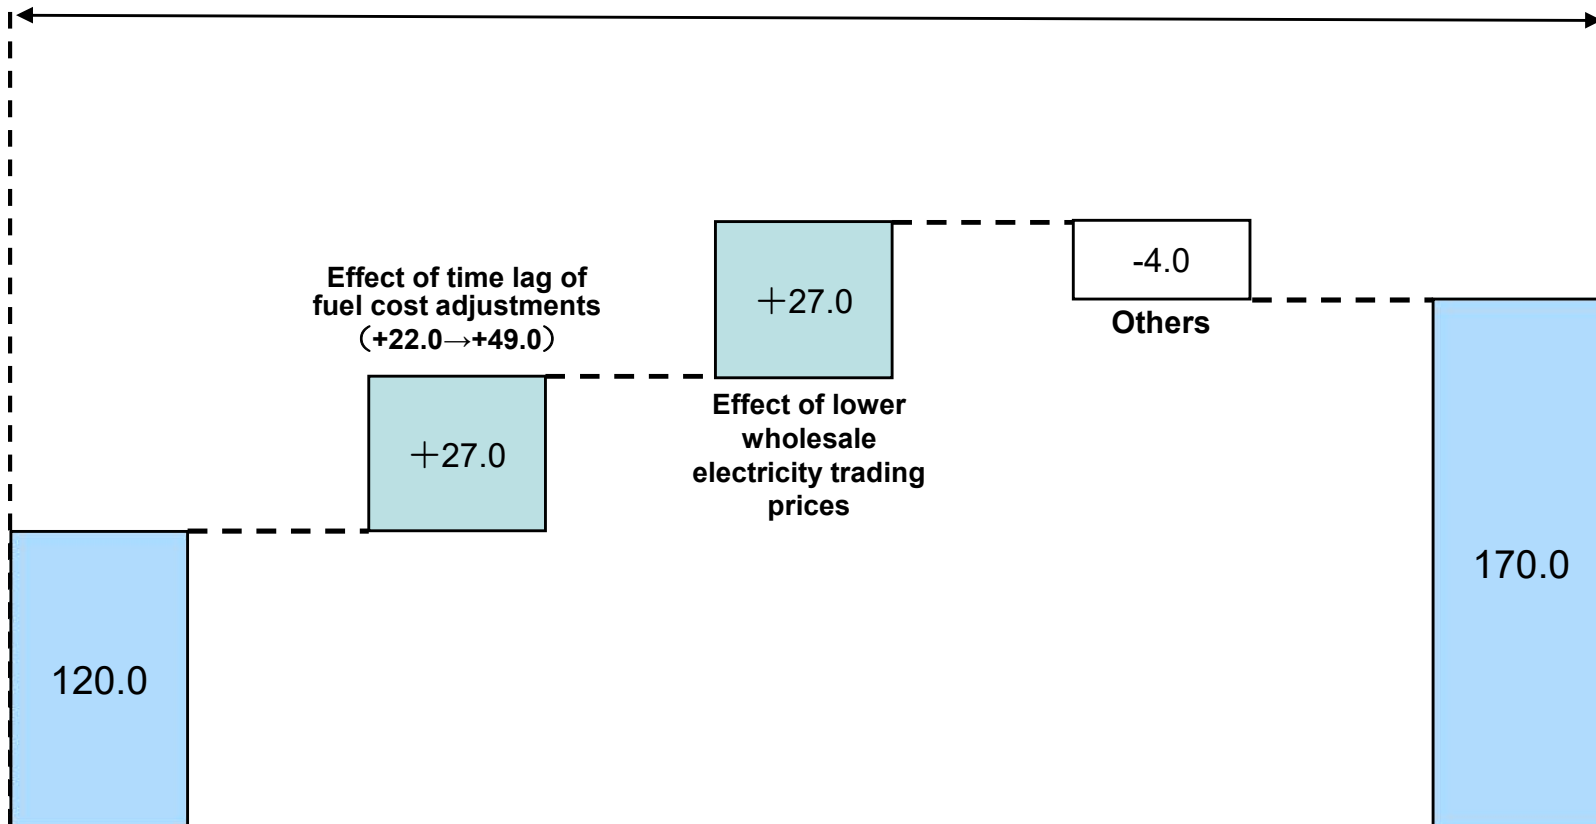 Effect of time lag of
fuel cost adjustments
（+22.0→+49.0）
＋27.0
＋27.0
Effect of lower
wholesale
electricity trading
prices
-4.0
Others
120.0
170.0